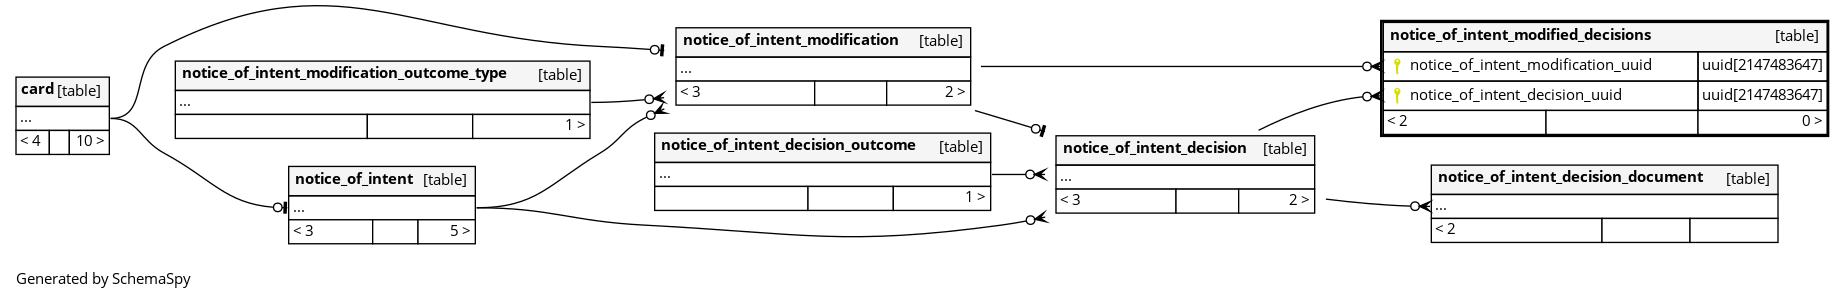 card [table]
...
< 4 10 >
notice_of_intent_modification_outcome_type [table]
...
1 >
notice_of_intent [table]
...
< 3 5 >
notice_of_intent_modification [table]
...
< 3 2 >
notice_of_intent_decision_outcome [table]
...
1 >
notice_of_intent_decision [table]
...
< 3 2 >
notice_of_intent_modified_decisions [table]
notice_of_intent_modification_uuid uuid[2147483647]
notice_of_intent_decision_uuid uuid[2147483647]
< 2 0 >
notice_of_intent_decision_document [table]
...
< 2
Generated by SchemaSpy